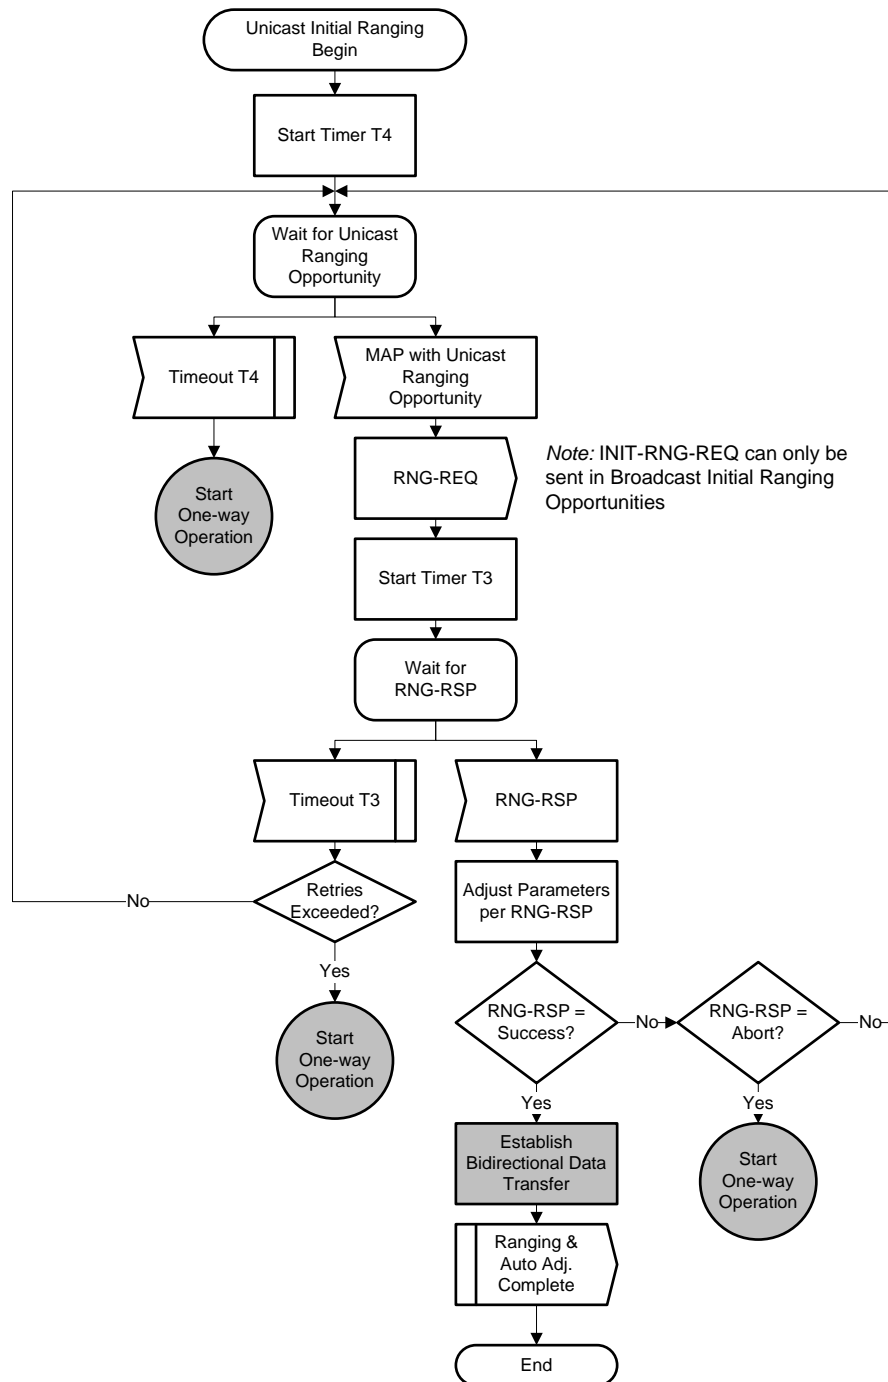 Unicast Initial Ranging
Begin
Start Timer T4
Wait for Unicast
Ranging
Opportunity
Timeout T4
MAP with Unicast
Ranging
Opportunity
Start
One-way
Operation
RNG-REQ
Note: INIT-RNG-REQ can only be
sent in Broadcast Initial Ranging
Opportunities
Start Timer T3
Wait for
RNG-RSP
Timeout T3
RNG-RSP
Retries
Exceeded?
No
Yes
Start
One-way
Operation
Adjust Parameters
per RNG-RSP
RNG-RSP =
Success?
No
RNG-RSP =
Abort?
No
Yes
Yes
Establish
Bidirectional Data
Transfer
Start
One-way
Operation
Ranging &
Auto Adj.
Complete
End